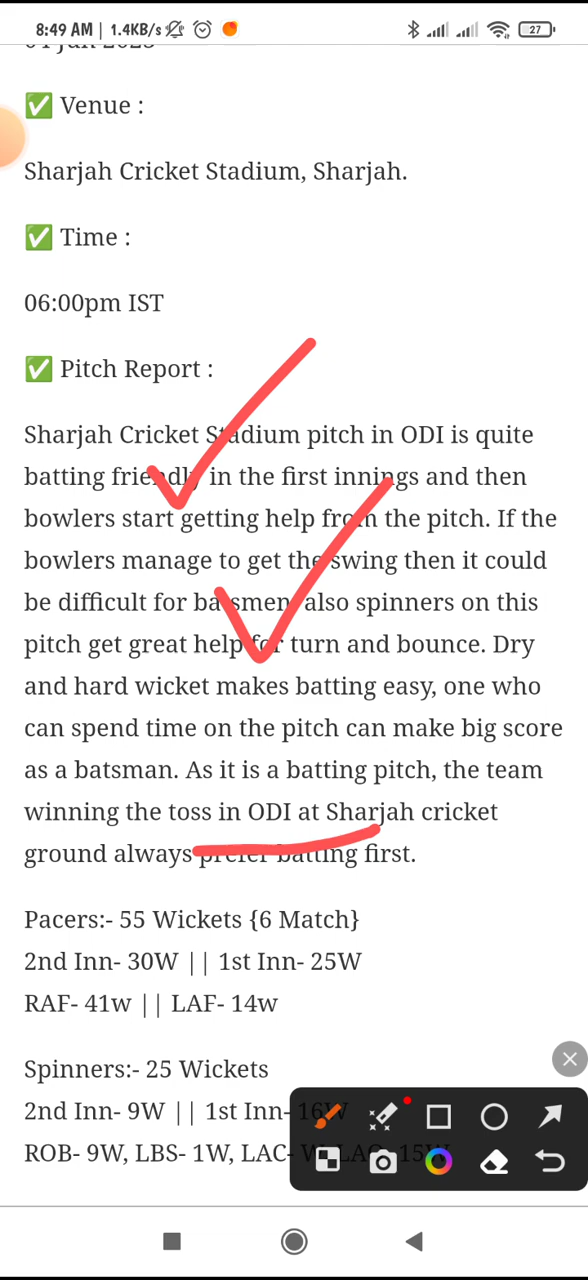 8:49 AM | 1.4KB/s
27
✅ Venue :
Sharjah Cricket Stadium, Sharjah.
✅ Time :
06:00pm IST
✅ Pitch Report :
Sharjah Cricket Stadium pitch in ODI is quite
batting friendly in the first innings and then
bowlers start getting help from the pitch. If the
bowlers manage to get the swing then it could
be difficult for batsmen, also spinners on this
pitch get great help for turn and bounce. Dry
and hard wicket makes batting easy, one who
can spend time on the pitch can make big score
as a batsman. As it is a batting pitch, the team
winning the toss in ODI at Sharjah cricket
ground always prefer batting first.
Pacers:- 55 Wickets {6 Match}
2nd Inn- 30W || 1st Inn- 25W
RAF- 41w || LAF- 14w
Spinners:- 25 Wickets
2nd Inn- 9W || 1st Inn- 16W
ROB- 9W, LBS- 1W, LAC- W, LAO- 15W